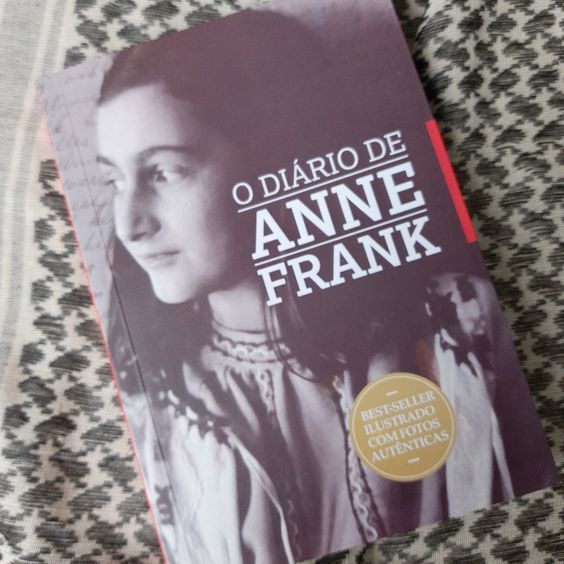 O DIÁRIO DE
ANNE
FRANK
BEST-SELLER
ILUSTRADO
COM FOTOS
AUTÊNTICAS